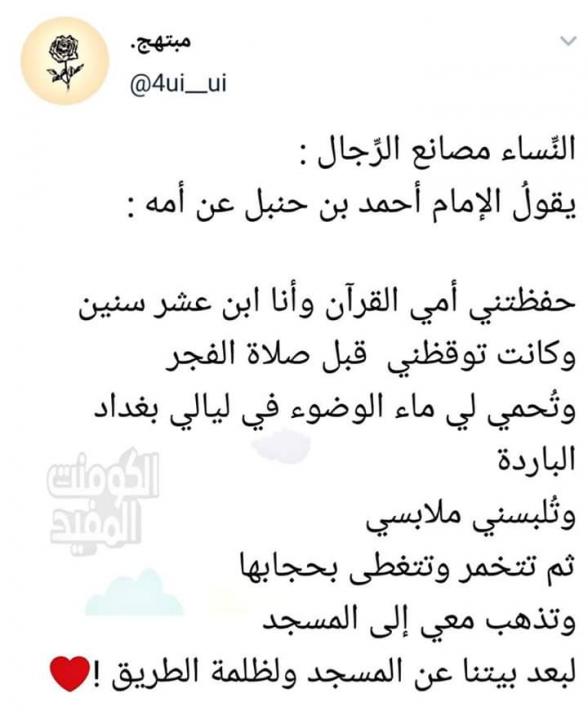 مبتهج.
@4ui__ui
النِّساء مصانع الرِّجال :
يقولُ الإمام أحمد بن حنبل عن أمه :
حفظتني أمي القرآن وأنا ابن عشر سنين
وكانت توقظني قبل صلاة الفجر
وتُحمي لي ماء الوضوء في ليالي بغداد
الباردة
وتُلبسني ملابسي
ثم تتخمر وتتغطى بحجابها
وتذهب معي إلى المسجد
لبعد بيتنا عن المسجد ولظلمة الطريق !❤️
الكومنت
المفيد